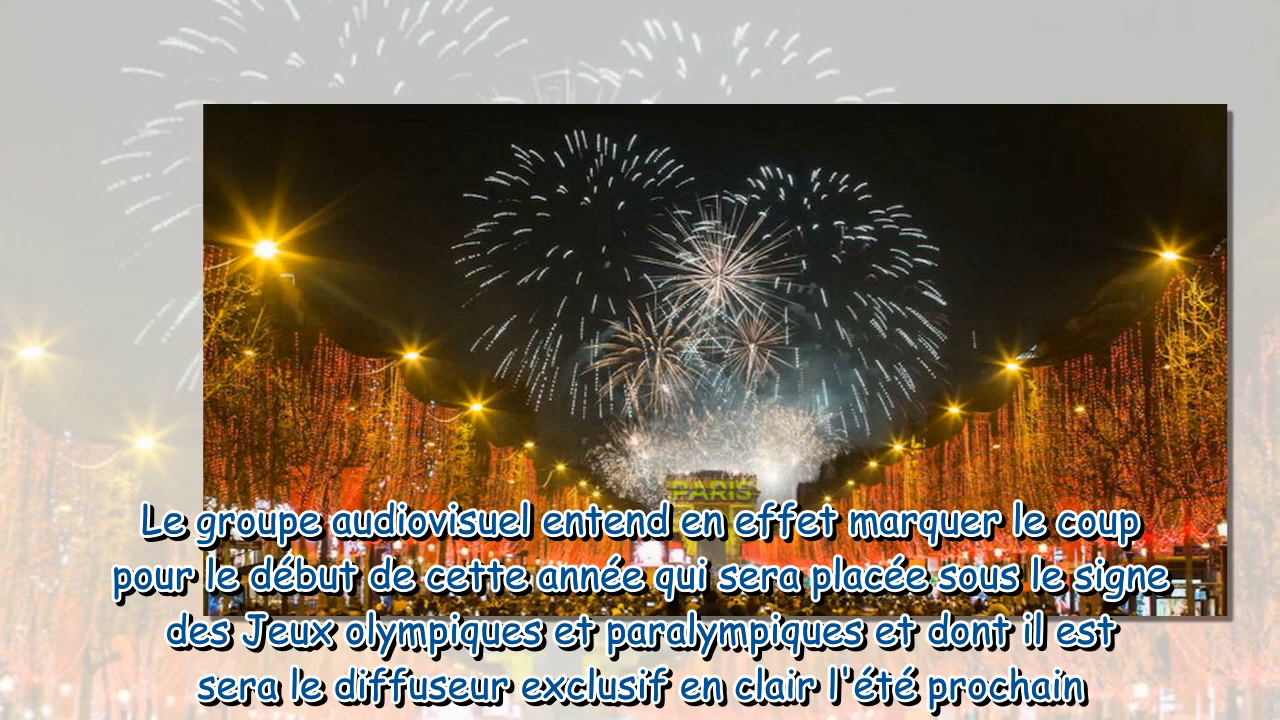 PARIS
Le groupe audiovisuel entend en effet marquer le coup
pour le début de cette année qui sera placée sous le signe
des Jeux olympiques et paralympiques et dont il est
sera le diffuseur exclusif en clair l'été prochain